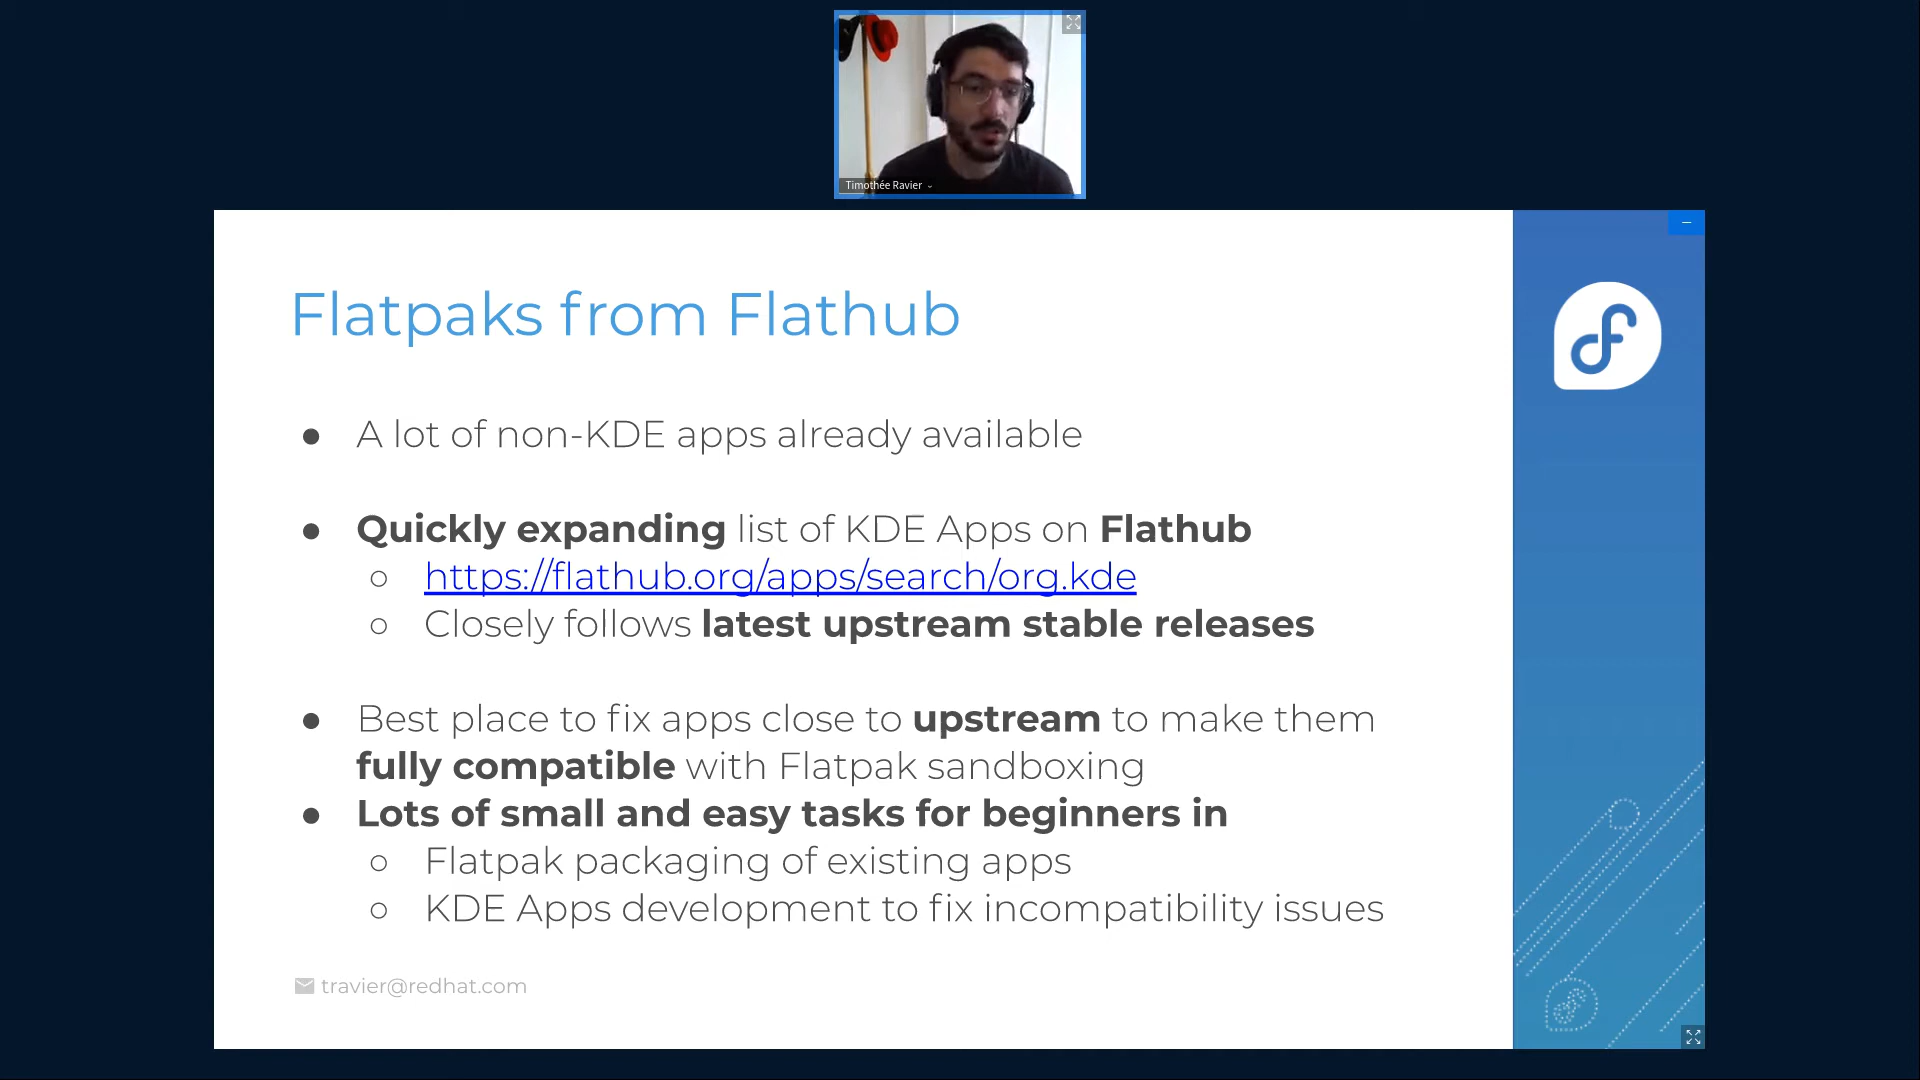 Timothée Ravier
Flatpaks from Flathub
● A lot of non-KDE apps already available
● Quickly expanding list of KDE Apps on Flathub
○ https://flathub.org/apps/search/org.kde
○ Closely follows latest upstream stable releases
● Best place to fix apps close to upstream to make them
fully compatible with Flatpak sandboxing
● Lots of small and easy tasks for beginners in
○ Flatpak packaging of existing apps
○ KDE Apps development to fix incompatibility issues
travier@redhat.com